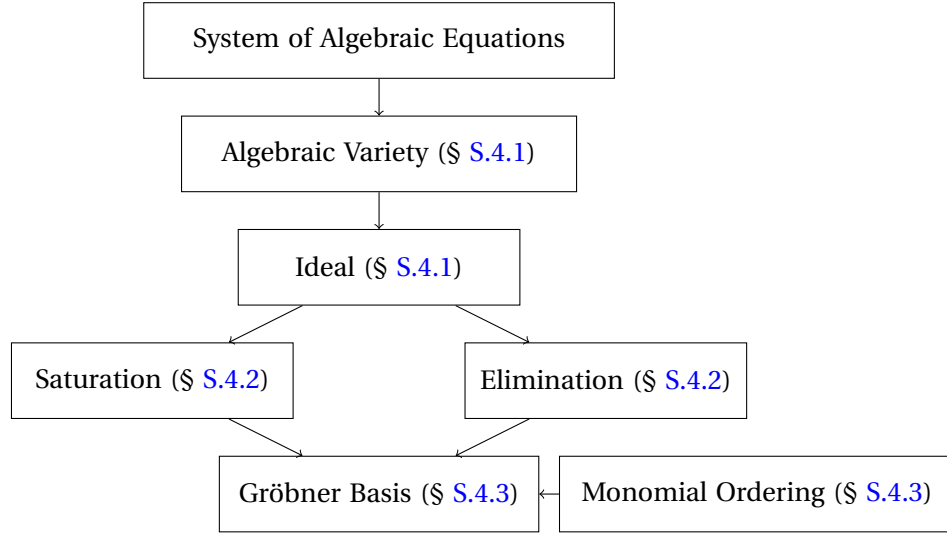 System of Algebraic Equations
Algebraic Variety (§ S.4.1)
Ideal (§ S.4.1)
Saturation (§ S.4.2)
Elimination (§ S.4.2)
Gröbner Basis (§ S.4.3)
Monomial Ordering (§ S.4.3)